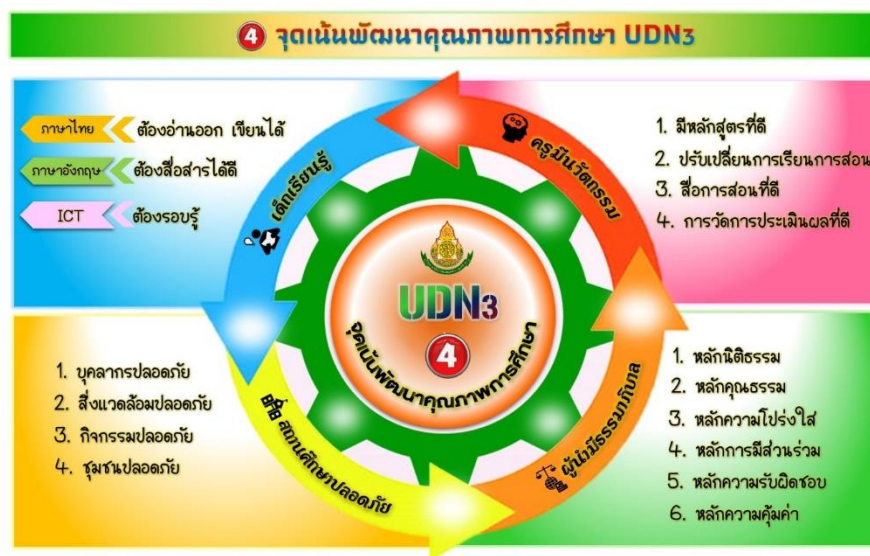 4 จุดเน้นพัฒนาคุณภาพการศึกษา UDN3
ภาษาไทย ต้องอ่านออก เขียนได้
ภาษาอังกฤษ ต้องสื่อสารได้ดี
ICT ต้องรอบรู้
เด็กเรียนรู้
ครูมีนวัตกรรม
1. มีหลักสูตรที่ดี
2. ปรับเปลี่ยนการเรียนการสอน
3. สื่อการสอนที่ดี
4. การวัดการประเมินผลที่ดี
UDN3
4
จุดเน้นพัฒนาคุณภาพการศึกษา
1. บุคลากรปลอดภัย
2. สิ่งแวดล้อมปลอดภัย
3. กิจกรรมปลอดภัย
4. ชุมชนปลอดภัย
สถานศึกษาปลอดภัย
ผู้นำมีธรรมาภิบาล
1. หลักนิติธรรม
2. หลักคุณธรรม
3. หลักความโปร่งใส
4. หลักการมีส่วนร่วม
5. หลักความรับผิดชอบ
6. หลักความคุ้มค่า